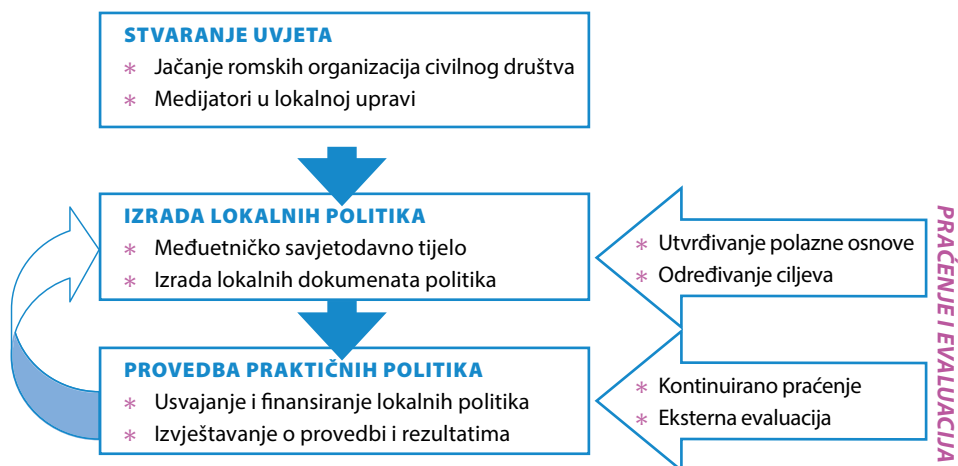 STVARANJE UVJETA
* Jačanje romskih organizacija civilnog društva
* Medijatori u lokalnoj upravi
IZRADA LOKALNIH POLITIKA
* Međuetničko savjetodavno tijelo
* Izrada lokalnih dokumenata politika
* Utvrđivanje polazne osnove
* Određivanje ciljeva
PROVEDBA PRAKTIČNIH POLITIKA
* Usvajanje i finansiranje lokalnih politika
* Izvještavanje o provedbi i rezultatima
* Kontinuirano praćenje
* Eksterna evaluacija
PRAĆENJE I EVALUACIJA